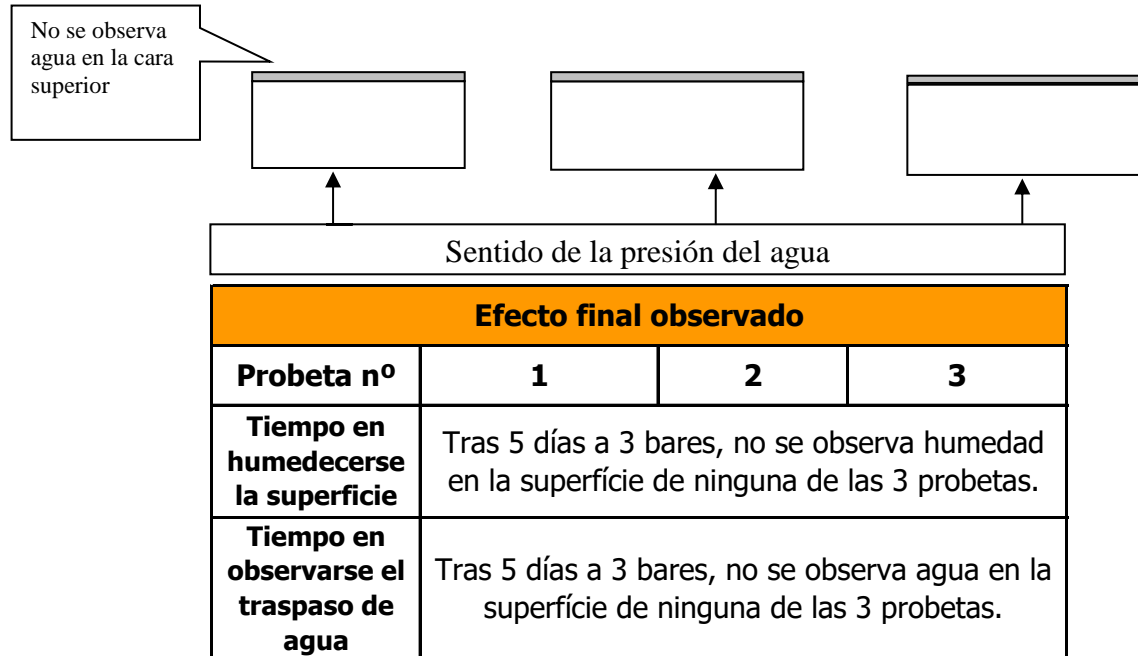 No se observa
agua en la cara
superior
Sentido de la presión del agua
Efecto final observado
Probeta nº 1 2 3
Tiempo en
humedecerse
la superficie
Tras 5 días a 3 bares, no se observa humedad
en la superfície de ninguna de las 3 probetas.
Tiempo en
observarse el
traspaso de
agua
Tras 5 días a 3 bares, no se observa agua en la
superfície de ninguna de las 3 probetas.